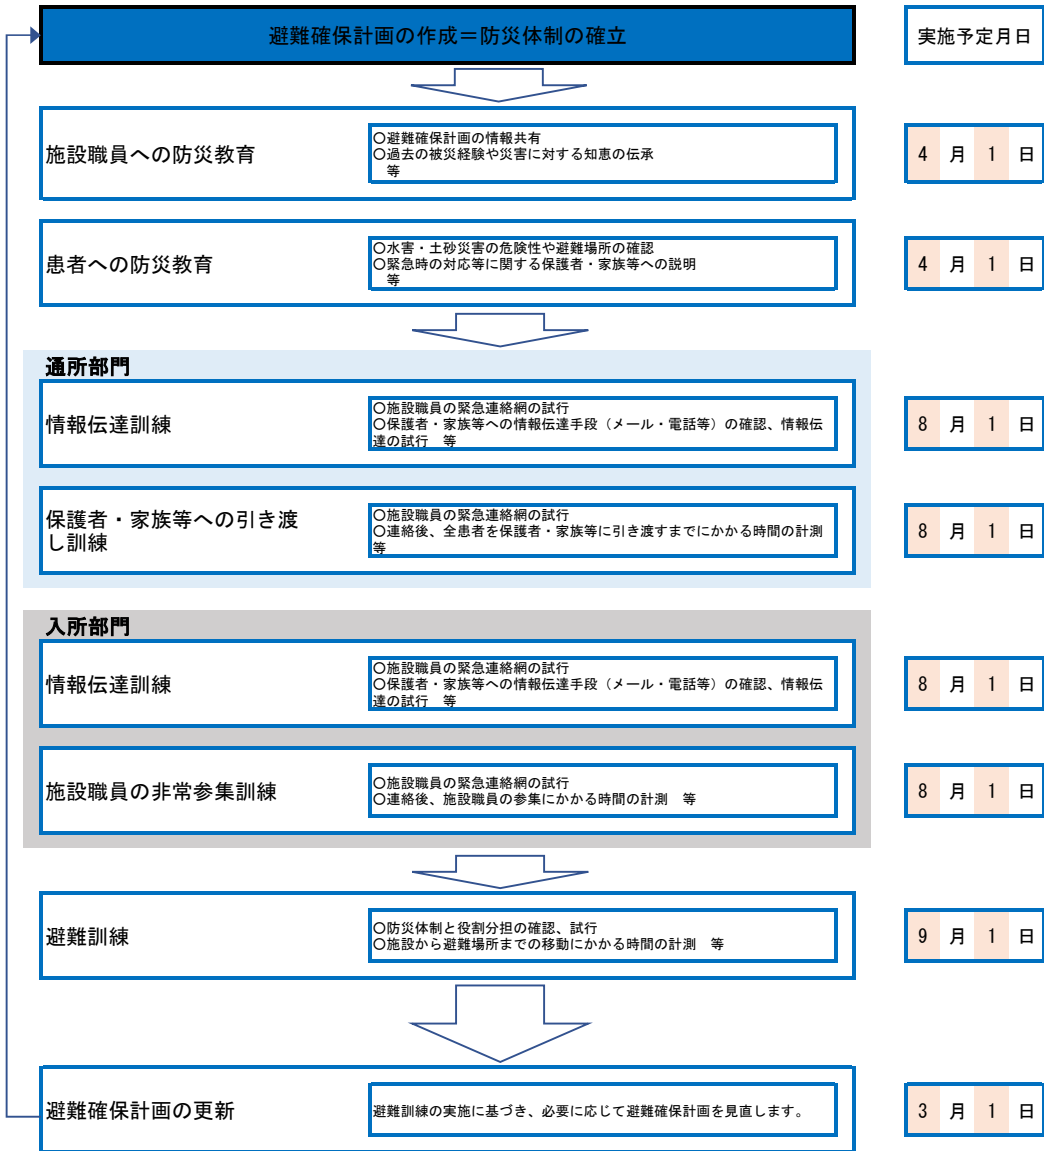 避難確保計画の作成＝防災体制の確立
実施予定月日
施設職員への防災教育
〇避難確保計画の情報共有
〇過去の被災経験や災害に対する知恵の伝承
等
4 月 1 日
患者への防災教育
〇水害・土砂災害の危険性や避難場所の確認
〇緊急時の対応等に関する保護者・家族等への説明
等
4 月 1 日
通所部門
情報伝達訓練
〇施設職員の緊急連絡網の試行
〇保護者・家族等への情報伝達手段（メール・電話等）の確認、情報伝
達の試行　等
8 月 1 日
保護者・家族等への引き渡
し訓練
〇施設職員の緊急連絡網の試行
〇連絡後、全患者を保護者・家族等に引き渡すまでにかかる時間の計測
等
8 月 1 日
入所部門
情報伝達訓練
〇施設職員の緊急連絡網の試行
〇保護者・家族等への情報伝達手段（メール・電話等）の確認、情報伝
達の試行　等
8 月 1 日
施設職員の非常参集訓練
〇施設職員の緊急連絡網の試行
〇連絡後、施設職員の参集にかかる時間の計測　等
8 月 1 日
避難訓練
〇防災体制と役割分担の確認、試行
〇施設から避難場所までの移動にかかる時間の計測　等
9 月 1 日
避難確保計画の更新
避難訓練の実施に基づき、必要に応じて避難確保計画を見直します。
3 月 1 日